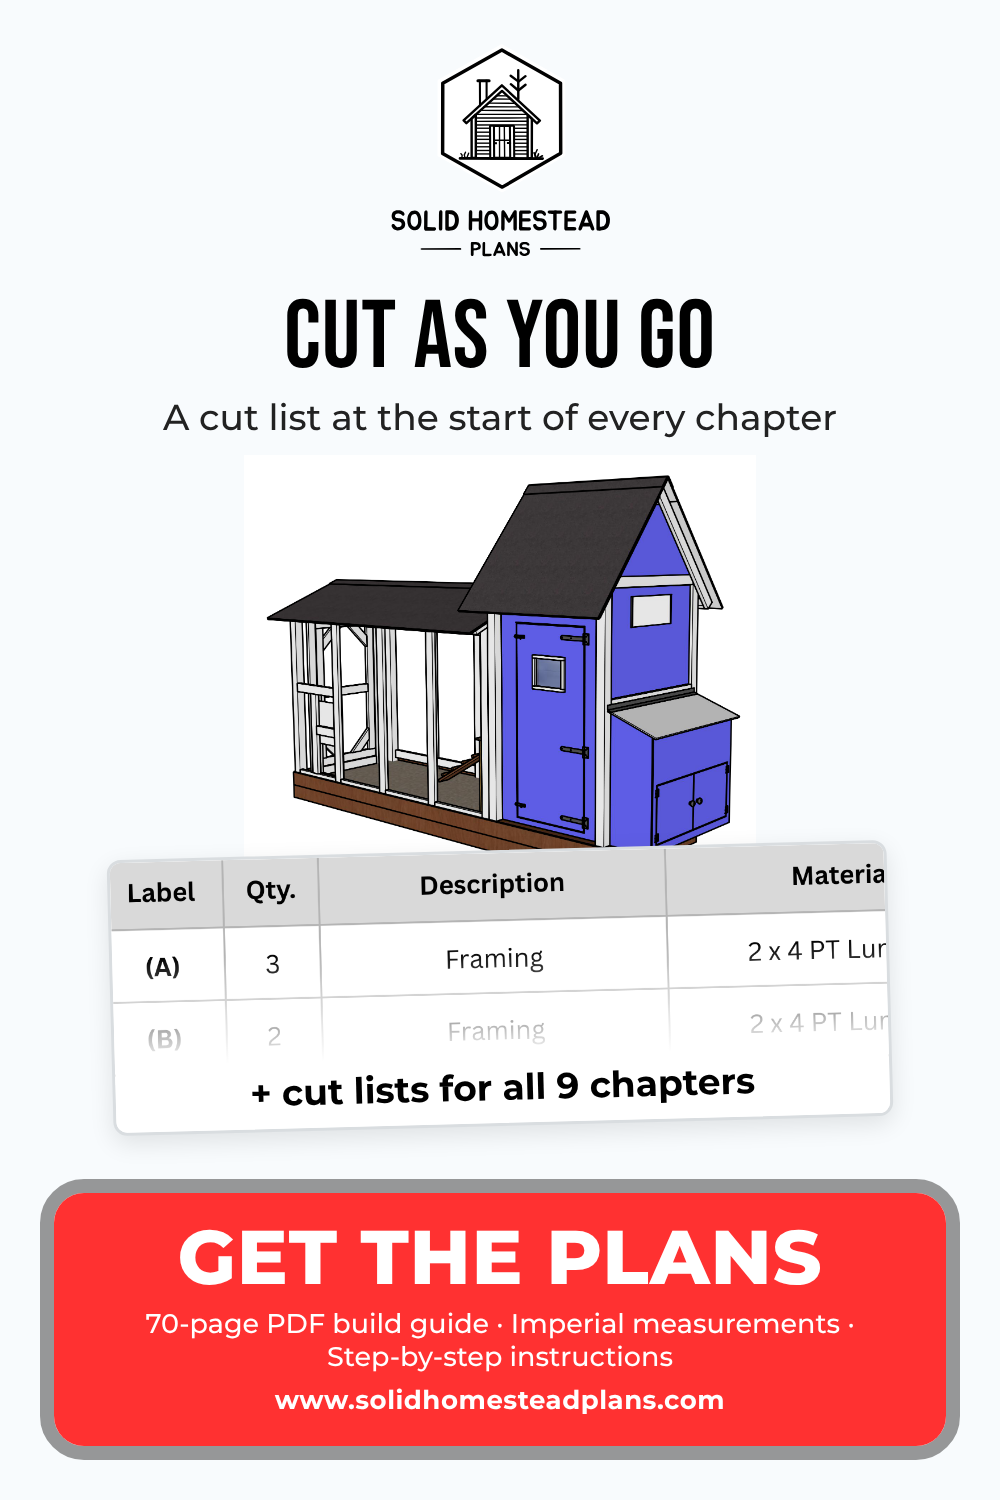 SOLID HOMESTEAD
PLANS
CUT AS YOU GO
A cut list at the start of every chapter
Label Qty. Description Materia
(A) 3 Framing 2 x 4 PT Lur
(B) 2 Framing 2 x 4 PT Lur
+ cut lists for all 9 chapters
GET THE PLANS
70-page PDF build guide · Imperial measurements ·
Step-by-step instructions
www.solidhomesteadplans.com